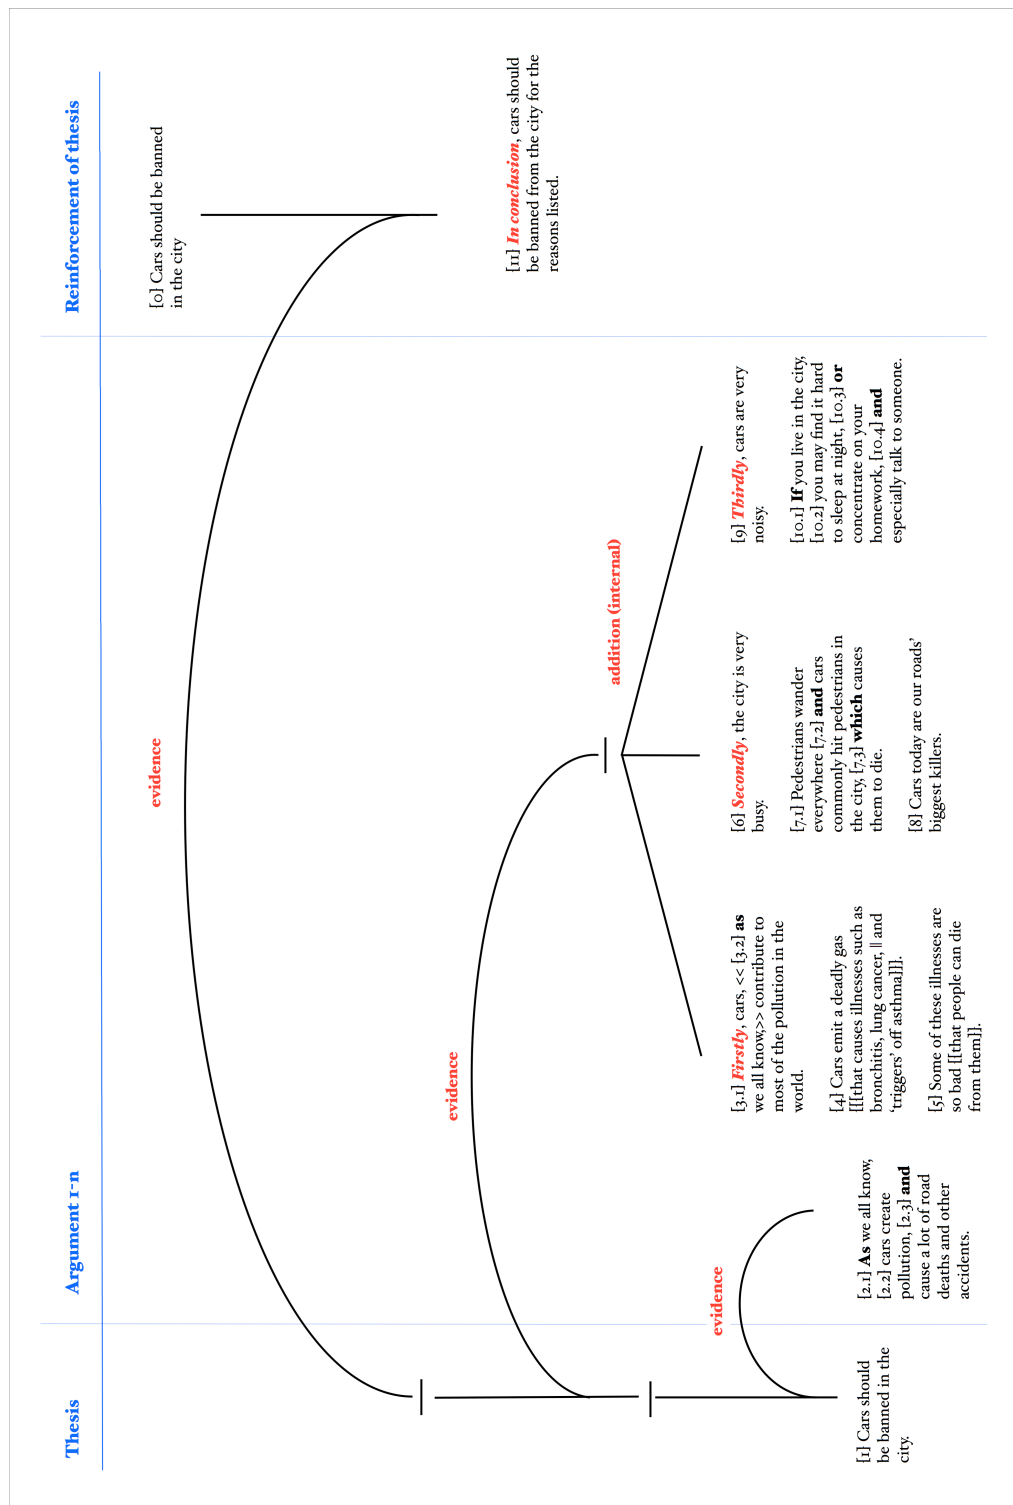 Thesis
Argument 1-n
Reinforcement of thesis
evidence
[0] Cars should be banned
in the city
evidence
[11] In conclusion, cars should
be banned from the city for the
reasons listed.
addition (internal)
evidence
[1] Cars should
be banned in the
city.
[2.1] As we all know,
[2.2] cars create
pollution, [2.3] and
cause a lot of road
deaths and other
accidents.
[3.1] Firstly, cars, << [3.2] as
we all know,>> contribute to
most of the pollution in the
world.
[4] Cars emit a deadly gas
[[[that causes illnesses such as
bronchitis, lung cancer, || and
‘triggers’ off asthma]]].
[5] Some of these illnesses are
so bad [[that people can die
from them]].
[6] Secondly, the city is very
busy.
[7.1] Pedestrians wander
everywhere [7.2] and cars
commonly hit pedestrians in
the city, [7.3] which causes
them to die.
[8] Cars today are our roads’
biggest killers.
[9] Thirdly, cars are very
noisy.
[10.1] If you live in the city,
[10.2] you may find it hard
to sleep at night, [10.3] or
concentrate on your
homework, [10.4] and
especially talk to someone.